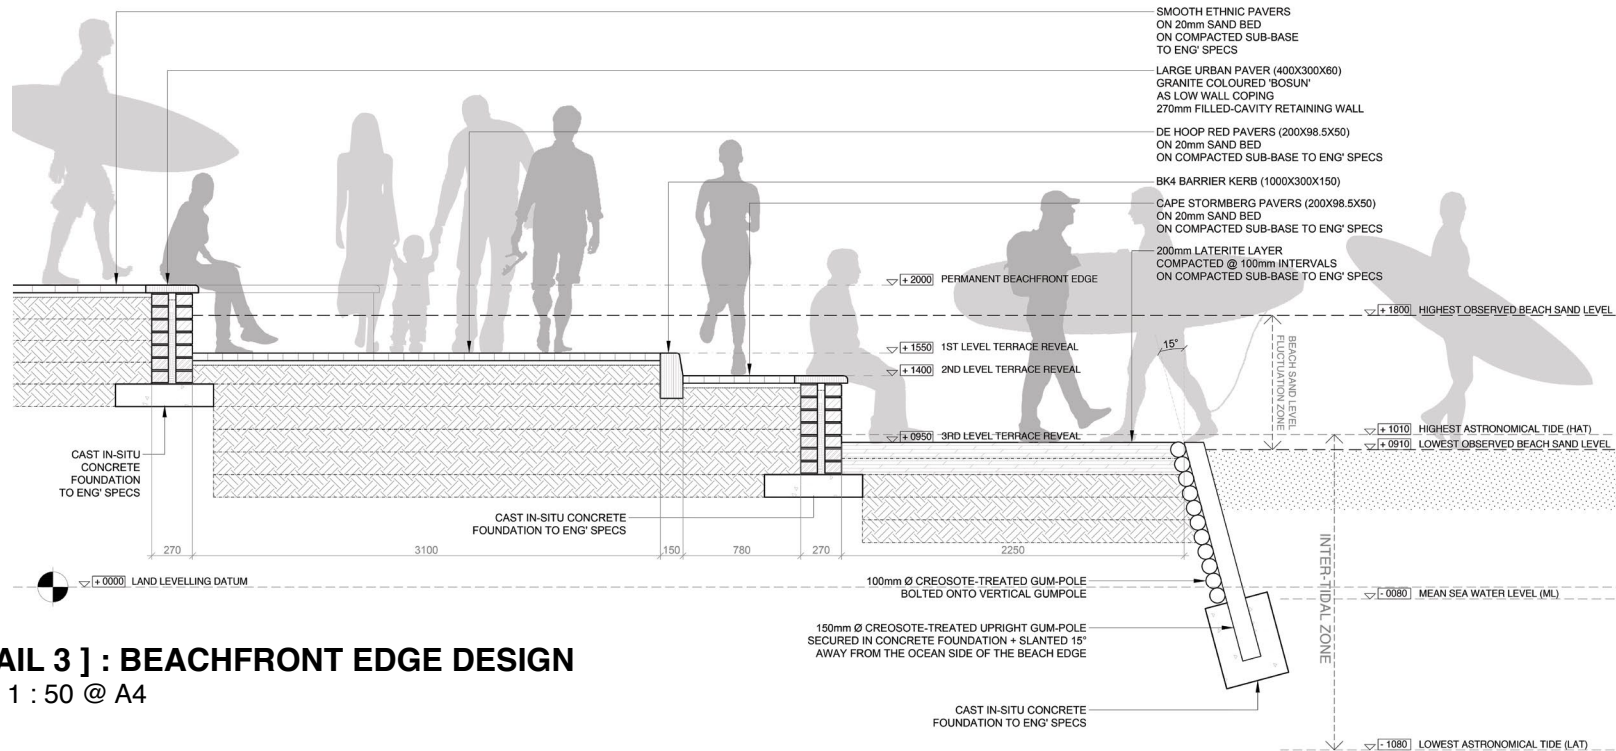 SMOOTH ETHNIC PAVERS
ON 20mm SAND BED
ON COMPACTED SUB-BASE
TO ENG' SPECS
LARGE URBAN PAVER (400X300X60)
GRANITE COLOURED 'BOSUN'
AS LOW WALL COPING
270mm FILLED-CAVITY RETAINING WALL
DE HOOP RED PAVERS (200X98.5X50)
ON 20mm SAND BED
ON COMPACTED SUB-BASE TO ENG' SPECS
BK4 BARRIER KERB (1000X300X150)
CAPE STORMBERG PAVERS (200X98.5X50)
ON 20mm SAND BED
ON COMPACTED SUB-BASE TO ENG' SPECS
200mm LATERITE LAYER
COMPACTED @ 100mm INTERVALS
ON COMPACTED SUB-BASE TO ENG' SPECS
+ 2000 PERMANENT BEACHFRONT EDGE
+ 1800 HIGHEST OBSERVED BEACH SAND LEVEL
+ 1550 1ST LEVEL TERRACE REVEAL
15°
+ 1400 2ND LEVEL TERRACE REVEAL
BEACH SAND LEVEL
FLUCTUATION ZONE
+ 1010 HIGHEST ASTRONOMICAL TIDE (HAT)
+ 0950 3RD LEVEL TERRACE REVEAL
+ 0910 LOWEST OBSERVED BEACH SAND LEVEL
CAST IN-SITU
CONCRETE
FOUNDATION
TO ENG' SPECS
CAST IN-SITU CONCRETE
FOUNDATION TO ENG' SPECS
270 3100 150 780 270 2250
INTER-TIDAL ZONE
+ 0000 LAND LEVELLING DATUM
100mm Ø CREOSOTE-TREATED GUM-POLE
BOLTED ONTO VERTICAL GUMPOLE
- 0080 MEAN SEA WATER LEVEL (ML)
150mm Ø CREOSOTE-TREATED UPRIGHT GUM-POLE
SECURED IN CONCRETE FOUNDATION + SLANTED 15°
AWAY FROM THE OCEAN SIDE OF THE BEACH EDGE
AIL 3 ] : BEACHFRONT EDGE DESIGN
1 : 50 @ A4
CAST IN-SITU CONCRETE
FOUNDATION TO ENG' SPECS
- 1080 LOWEST ASTRONOMICAL TIDE (LAT)